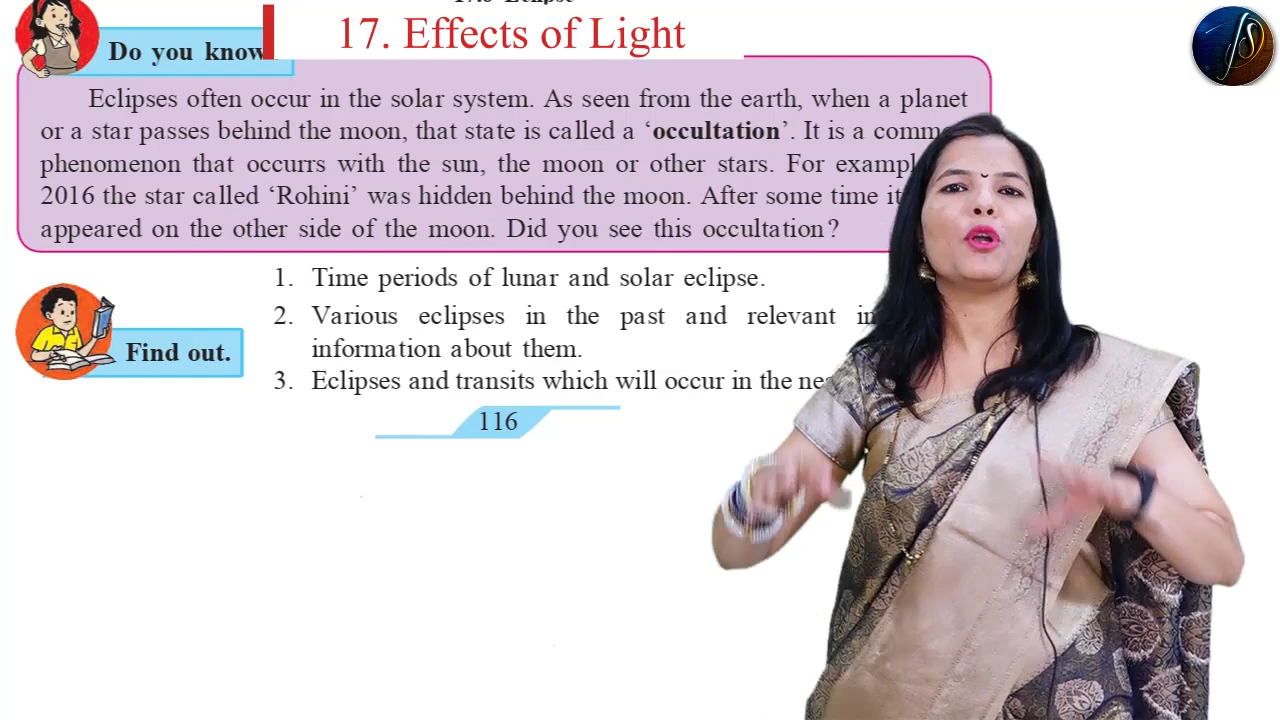 17. Effects of Light
Do you know
Eclipses often occur in the solar system. As seen from the earth, when a planet
or a star passes behind the moon, that state is called a ‘occultation’. It is a
phenomenon that occurrs with the sun, the moon or other stars. For
2016 the star called ‘Rohini’ was hidden behind the moon. After some time it
appeared on the other side of the moon. Did you see this occultation?
Find out.
1. Time periods of lunar and solar eclipse.
2. Various eclipses in the past and relevant
information about them.
3. Eclipses and transits which will occur in the
116